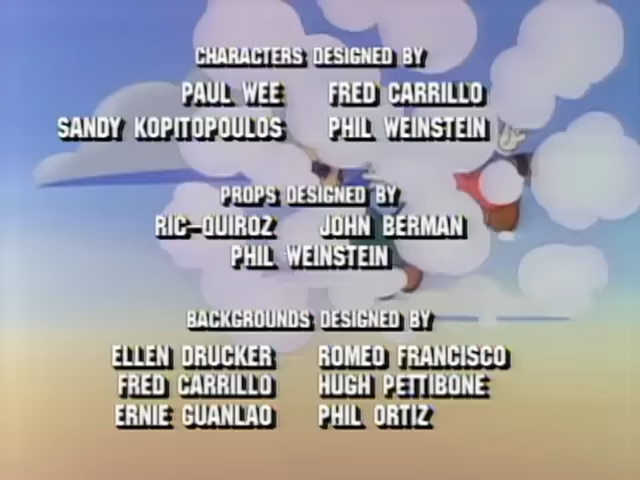 CHARACTERS DESIGNED BY
PAUL WEE FRED CARRILLO
SANDY KOPITOPOULOS PHIL WEINSTEIN
PROPS DESIGNED BY
RIC-QUIROZ JOHN BERMAN
PHIL WEINSTEIN
BACKGROUNDS DESIGNED BY
ELLEN DRUCKER ROMEO FRANCISCO
FRED CARRILLO HUGH PETTIBONE
ERNIE GUANLAO PHIL ORTIZ